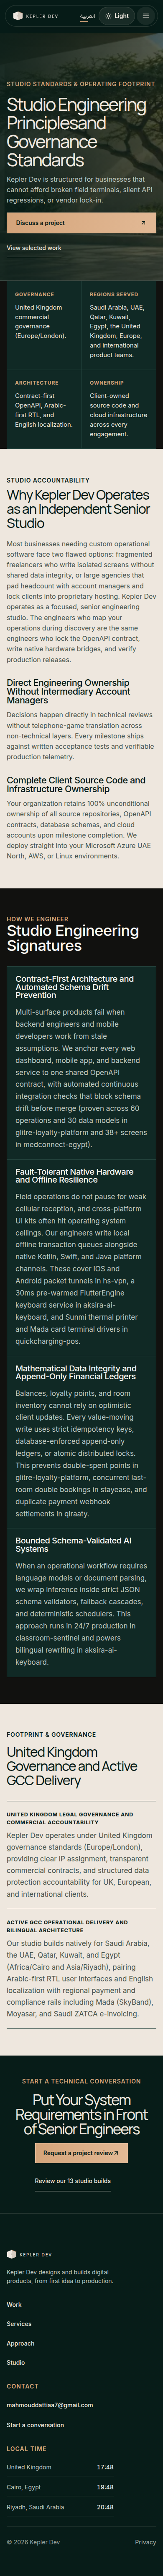 KEPLER DEV
العربية
Light
STUDIO STANDARDS & OPERATING FOOTPRINT
Studio Engineering
Principlesand
Governance
Standards
Kepler Dev is structured for businesses that
cannot afford broken field terminals, silent API
regressions, or vendor lock-in.
Discuss a project
View selected work
GOVERNANCE
United Kingdom
commercial
governance
(Europe/London).
REGIONS SERVED
Saudi Arabia, UAE,
Qatar, Kuwait,
Egypt, the United
Kingdom, Europe,
and international
product teams.
ARCHITECTURE
Contract-first
OpenAPI, Arabic-
first RTL, and
English localization.
OWNERSHIP
Client-owned
source code and
cloud infrastructure
across every
engagement.
STUDIO ACCOUNTABILITY
Why Kepler Dev Operates
as an Independent Senior
Studio
Most businesses needing custom operational
software face two flawed options: fragmented
freelancers who write isolated screens without
shared data integrity, or large agencies that
pad headcount with account managers and
lock clients into proprietary hosting. Kepler Dev
operates as a focused, senior engineering
studio. The engineers who map your
operations during discovery are the same
engineers who lock the OpenAPI contract,
write native hardware bridges, and verify
production releases.
Direct Engineering Ownership
Without Intermediary Account
Managers
Decisions happen directly in technical reviews
without telephone-game translation across
non-technical layers. Every milestone ships
against written acceptance tests and verifiable
production telemetry.
Complete Client Source Code and
Infrastructure Ownership
Your organization retains 100% unconditional
ownership of all source repositories, OpenAPI
contracts, database schemas, and cloud
accounts upon milestone completion. We
deploy straight into your Microsoft Azure UAE
North, AWS, or Linux environments.
HOW WE ENGINEER
Studio Engineering
Signatures
Contract-First Architecture and
Automated Schema Drift
Prevention
Multi-surface products fail when
backend engineers and mobile
developers work from stale
assumptions. We anchor every web
dashboard, mobile app, and backend
service to one shared OpenAPI
contract, with automated continuous
integration checks that block schema
drift before merge (proven across 60
operations and 30 data models in
glitre-loyalty-platform and 38+ screens
in medconnect-egypt).
Fault-Tolerant Native Hardware
and Offline Resilience
Field operations do not pause for weak
cellular reception, and cross-platform
UI kits often hit operating system
ceilings. Our engineers write local
offline transaction queues alongside
native Kotlin, Swift, and Java platform
channels. These cover iOS and
Android packet tunnels in hs-vpn, a
30ms pre-warmed FlutterEngine
keyboard service in aksira-ai-
keyboard, and Sunmi thermal printer
and Mada card terminal drivers in
quickcharging-pos.
Mathematical Data Integrity and
Append-Only Financial Ledgers
Balances, loyalty points, and room
inventory cannot rely on optimistic
client updates. Every value-moving
write uses strict idempotency keys,
database-enforced append-only
ledgers, or atomic distributed locks.
This prevents double-spent points in
glitre-loyalty-platform, concurrent last-
room double bookings in stayease, and
duplicate payment webhook
settlements in qiraaty.
Bounded Schema-Validated AI
Systems
When an operational workflow requires
language models or document parsing,
we wrap inference inside strict JSON
schema validators, fallback cascades,
and deterministic schedulers. This
approach runs in 24/7 production in
classroom-sentinel and powers
bilingual rewriting in aksira-ai-
keyboard.
FOOTPRINT & GOVERNANCE
United Kingdom
Governance and Active
GCC Delivery
UNITED KINGDOM LEGAL GOVERNANCE AND
COMMERCIAL ACCOUNTABILITY
Kepler Dev operates under United Kingdom
governance standards (Europe/London),
providing clear IP assignment, transparent
commercial contracts, and structured data
protection accountability for UK, European,
and international clients.
ACTIVE GCC OPERATIONAL DELIVERY AND
BILINGUAL ARCHITECTURE
Our studio builds natively for Saudi Arabia,
the UAE, Qatar, Kuwait, and Egypt
(Africa/Cairo and Asia/Riyadh), pairing
Arabic-first RTL user interfaces and English
localization with regional payment and
compliance rails including Mada (SkyBand),
Moyasar, and Saudi ZATCA e-invoicing.
START A TECHNICAL CONVERSATION
Put Your System
Requirements in Front
of Senior Engineers
Request a project review
Review our 13 studio builds
KEPLER DEV
Kepler Dev designs and builds digital
products, from first idea to production.
Work
Services
Approach
Studio
CONTACT
mahmouddattiaa7@gmail.com
Start a conversation
LOCAL TIME
United Kingdom 17:48
Cairo, Egypt 19:48
Riyadh, Saudi Arabia 20:48
© 2026 Kepler Dev Privacy